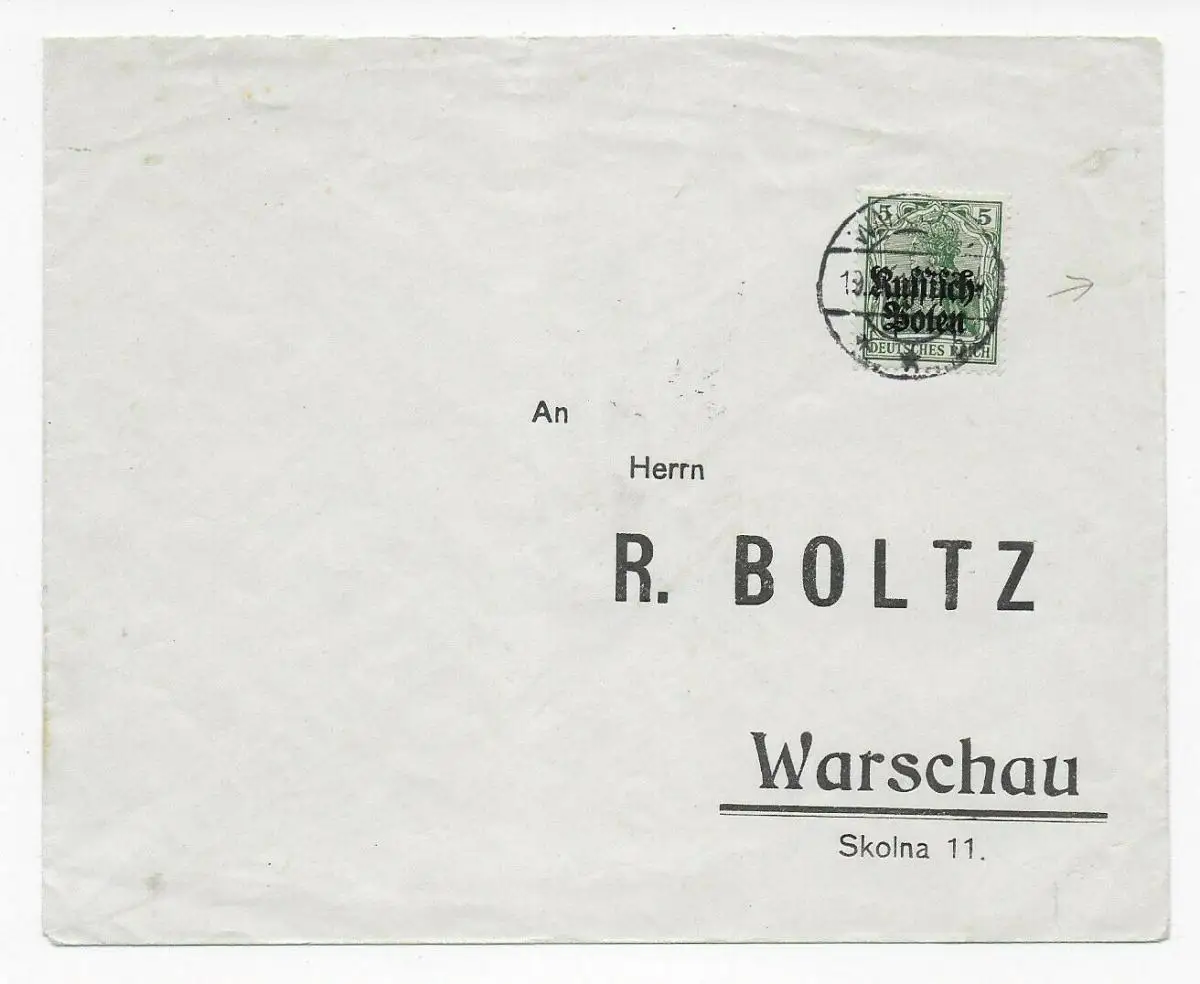 5 5
Russisch-
Polen
DEUTSCHES REICH
An
Herrn
R. BOLTZ
Warschau
Skolna 11.